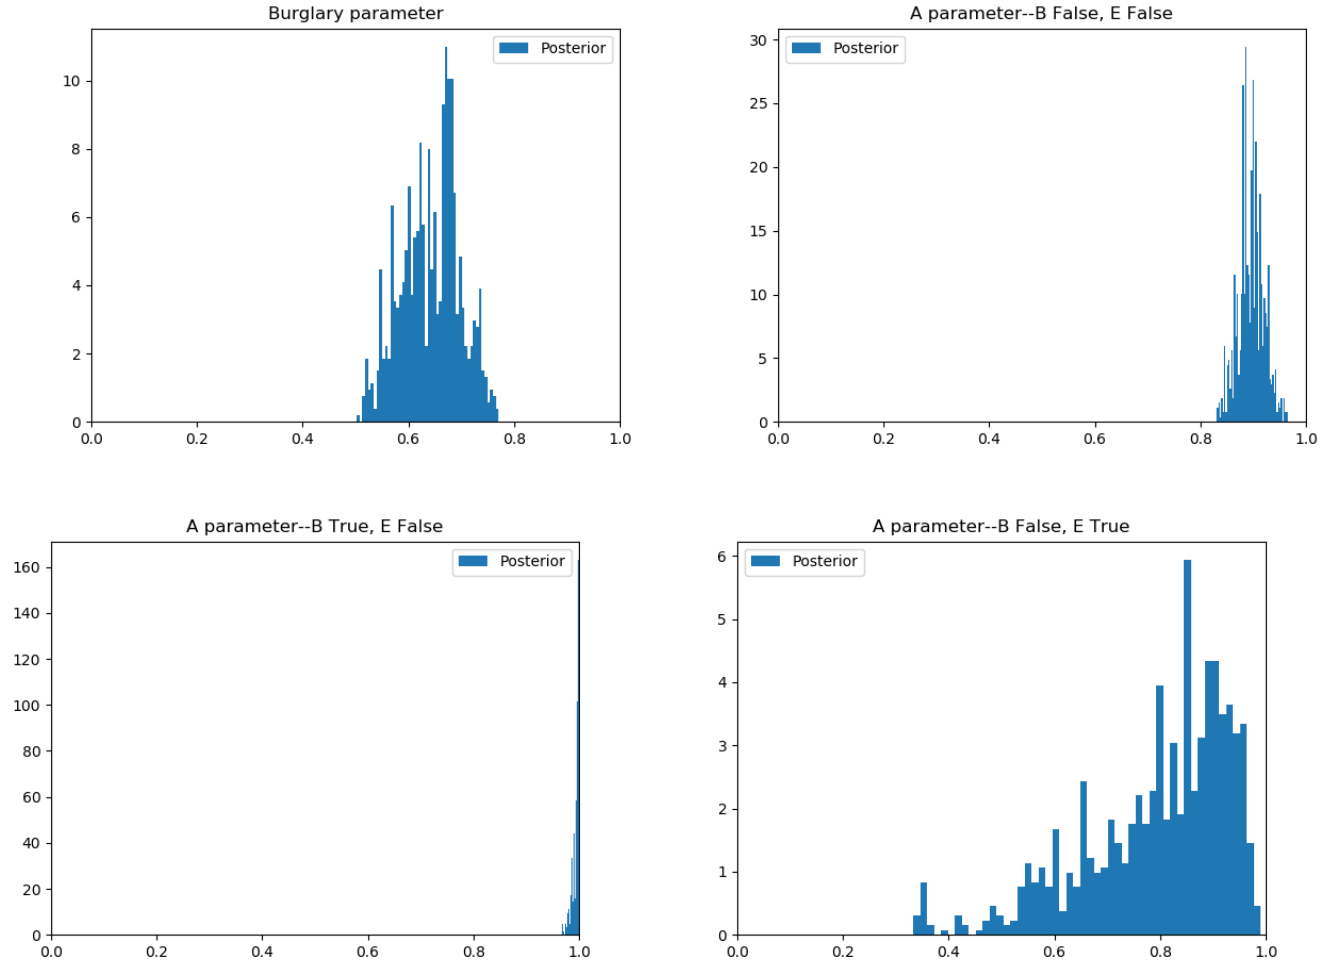 Burglary parameter
Posterior
10
8
6
4
2
0
0.0 0.2 0.4 0.6 0.8 1.0
A parameter--B False, E False
Posterior
30
25
20
15
10
5
0
0.0 0.2 0.4 0.6 0.8 1.0
A parameter--B True, E False
Posterior
160
140
120
100
80
60
40
20
0
0.0 0.2 0.4 0.6 0.8 1.0
A parameter--B False, E True
Posterior
6
5
4
3
2
1
0
0.0 0.2 0.4 0.6 0.8 1.0